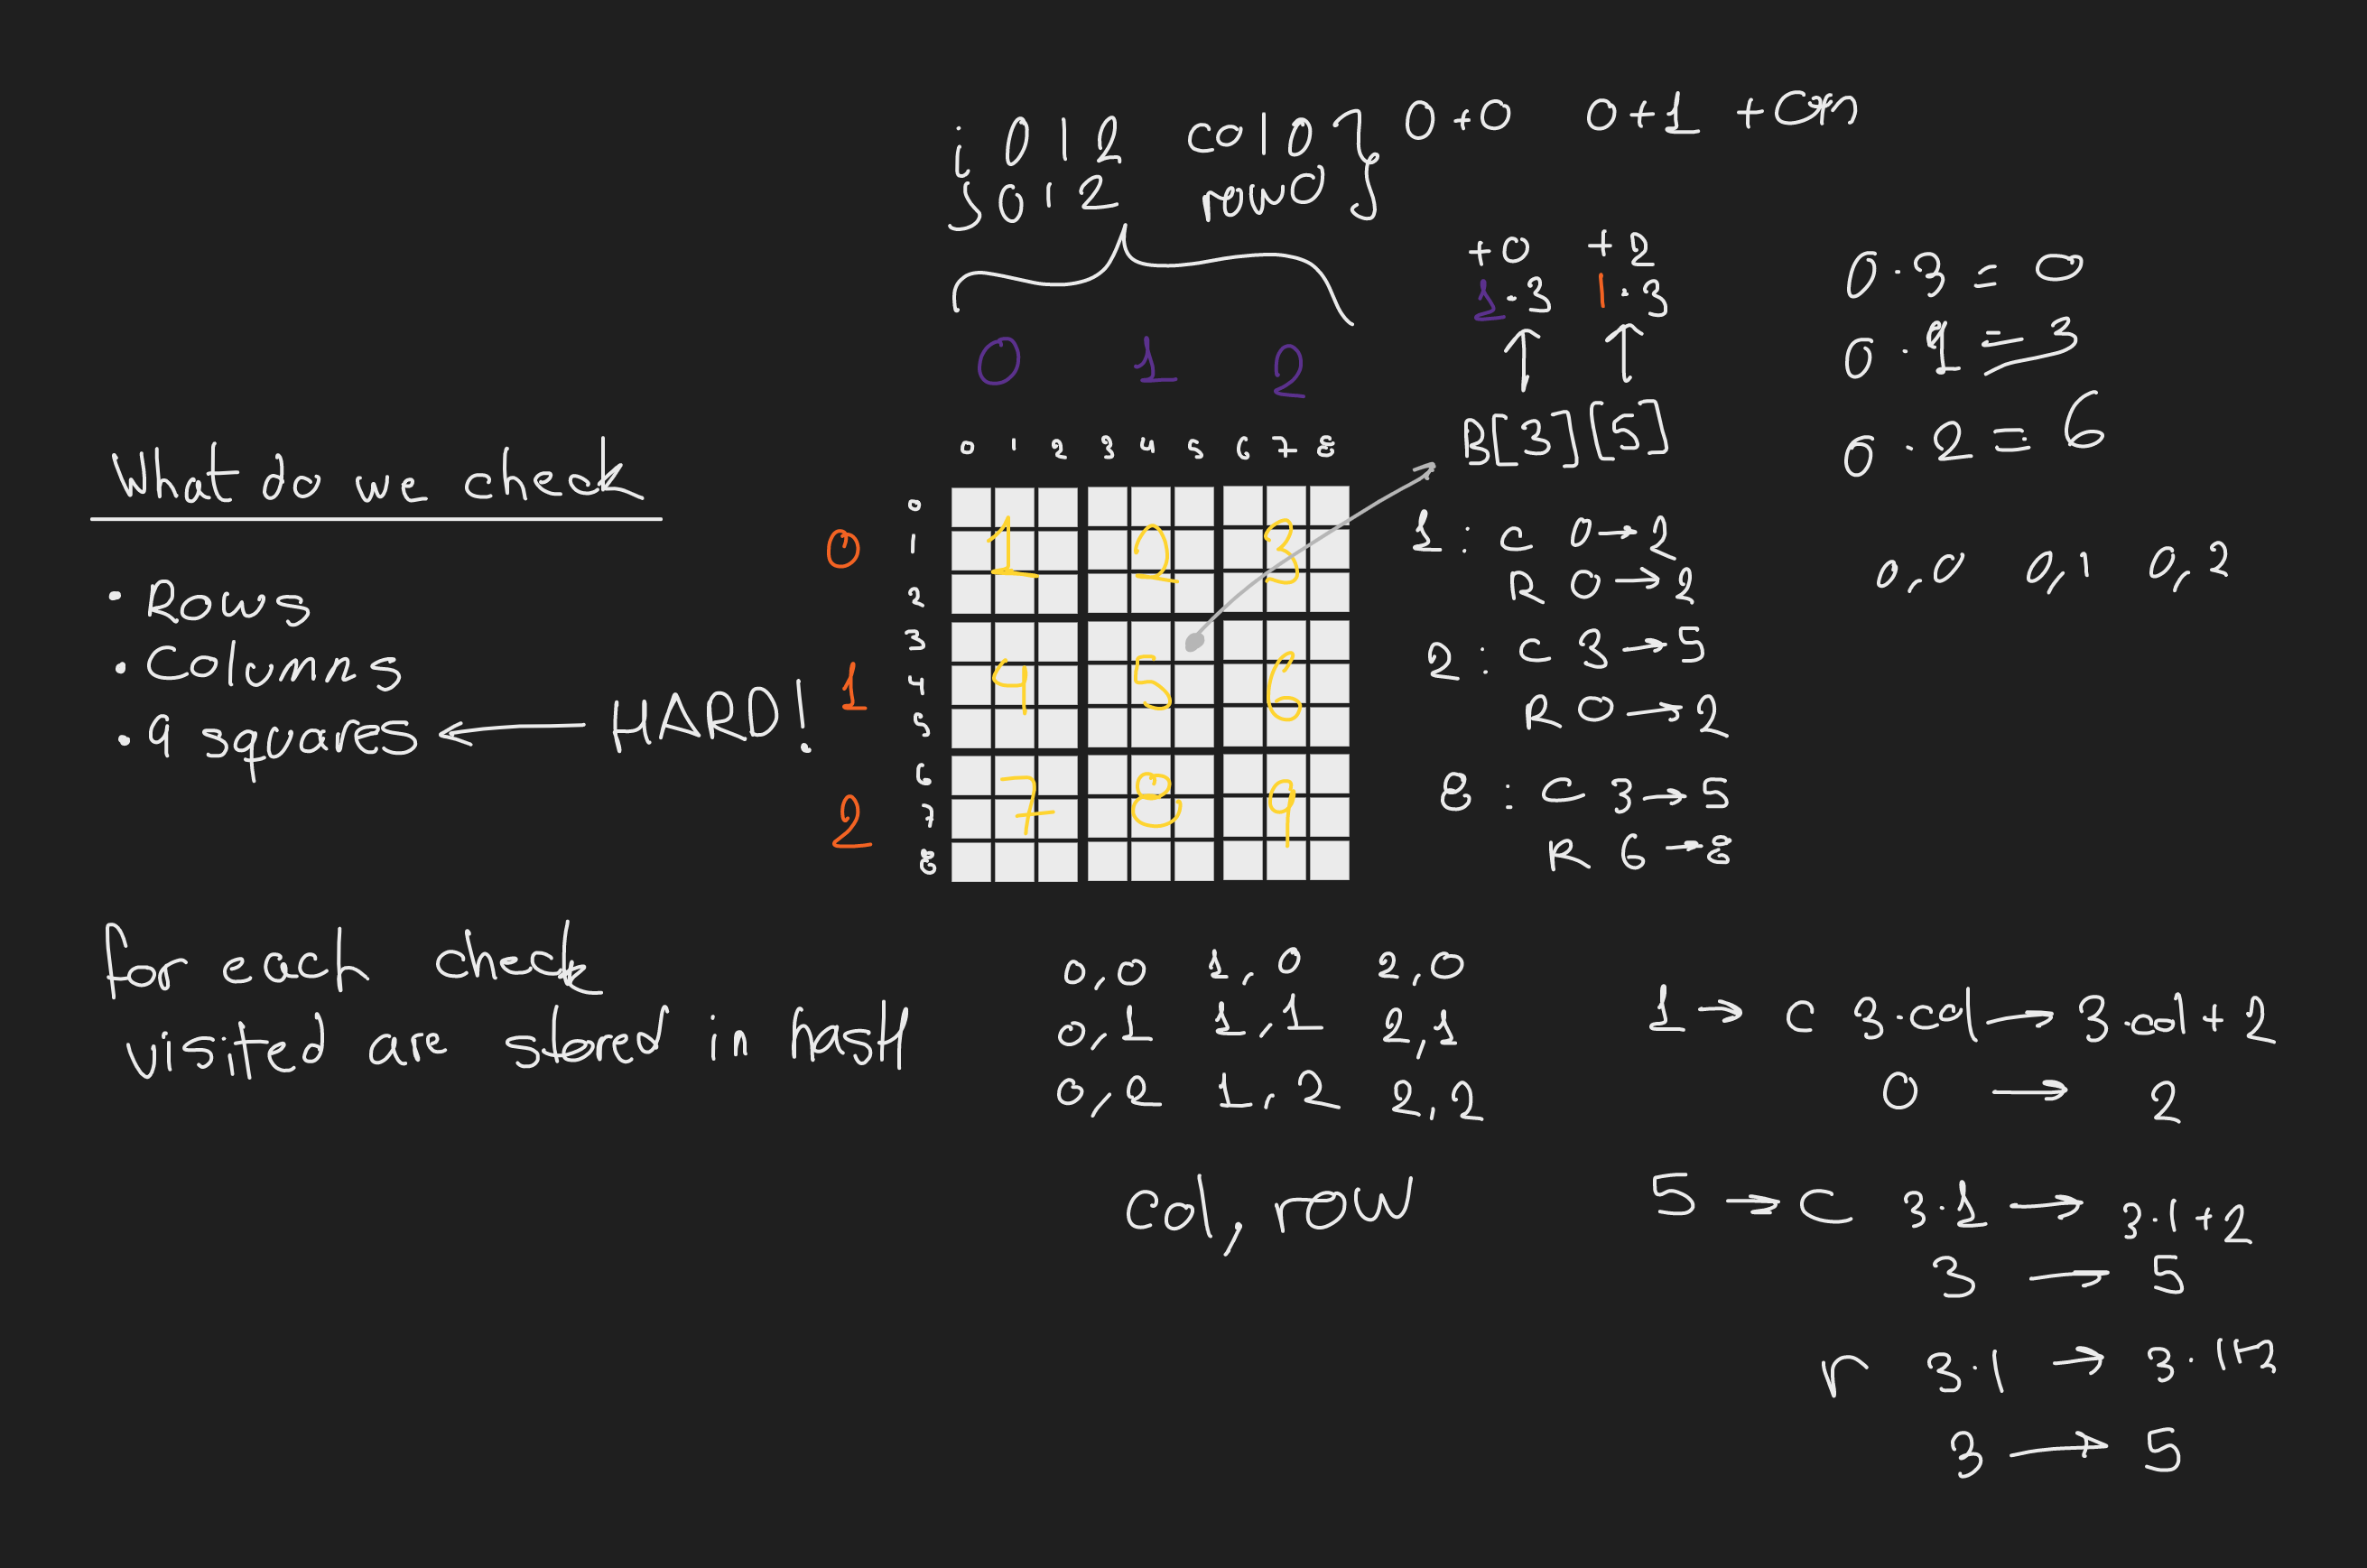 i 0 1 2 col 0 } 0+0 0+1
j 0 1 2 row 0
+0 +2
1·3 1·3
0·3 = 0
0·1 = 3
0·2 = 6
0 1 2
B[3][5]
0 1 2 3 4 5 6 7 8
What do we check
• Rows
• Columns
• 9 squares ← HARD!
0
1
2
0
1
2
3
4
5
6
7
8
1 2 3
4 5 6
7 8 9
1 : C 0→2
R 0→2
0,0 0,1 0,2
2 : C 3→5
R 0→2
8 : C 3→5
R 6→8
For each check
visited are stored in hash
0,0 1,0 2,0
0,1 1,1 2,1
0,2 1,2 2,2
col, row
1 → C 3·col → 3·col+2
0 → 2
5 → C 3·1 → 3·1+2
3 → 5
r 3·1 → 3·1+2
3 → 5